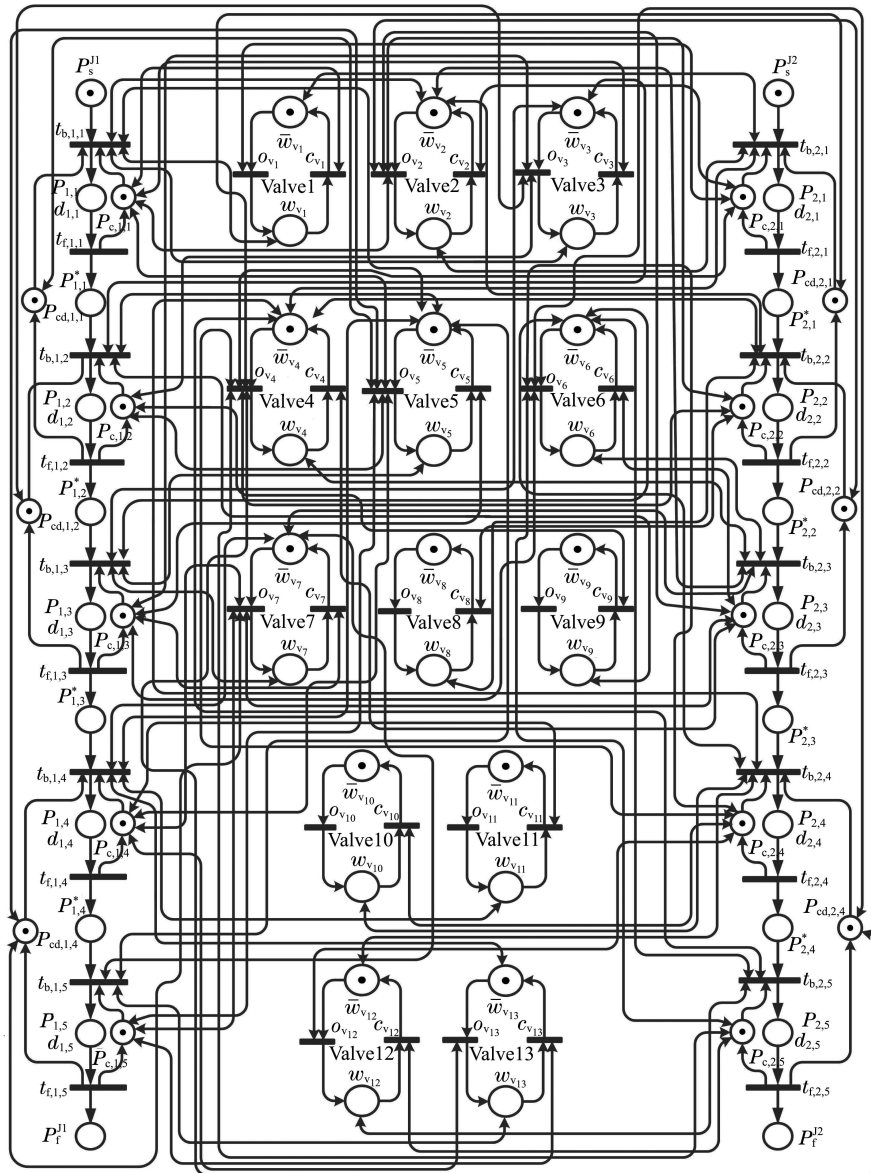 P_s^J1
t_b,1,1
P_1,1
d_1,1
P_c,1,1
t_f,1,1
P*_1,1
P_cd,1,1
t_b,1,2
P_1,2
d_1,2
P_c,1,2
t_f,1,2
P*_1,2
P_cd,1,2
t_b,1,3
P_1,3
d_1,3
P_c,1,3
t_f,1,3
P*_1,3
t_b,1,4
P_1,4
d_1,4
P_c,1,4
t_f,1,4
P*_1,4
P_cd,1,4
t_b,1,5
P_1,5
d_1,5
P_c,1,5
t_f,1,5
P_f^J1
w̅_v1
o_v1 c_v1
Valve1
w_v1
w̅_v2
o_v2 c_v2
Valve2
w_v2
w̅_v3
o_v3 c_v3
Valve3
w_v3
w̅_v4
o_v4 c_v4
Valve4
w_v4
w̅_v5
o_v5 c_v5
Valve5
w_v5
w̅_v6
o_v6 c_v6
Valve6
w_v6
w̅_v7
o_v7 c_v7
Valve7
w_v7
w̅_v8
o_v8 c_v8
Valve8
w_v8
w̅_v9
o_v9 c_v9
Valve9
w_v9
w̅_v10
o_v10 c_v10
Valve10
w_v10
w̅_v11
o_v11 c_v11
Valve11
w_v11
w̅_v12
o_v12 c_v12
Valve12
w_v12
w̅_v13
o_v13 c_v13
Valve13
w_v13
P_s^J2
t_b,2,1
P_2,1
d_2,1
P_c,2,1
t_f,2,1
P_cd,2,1
P*_2,1
t_b,2,2
P_2,2
d_2,2
P_c,2,2
t_f,2,2
P_cd,2,2
P*_2,2
t_b,2,3
P_2,3
d_2,3
P_c,2,3
t_f,2,3
P*_2,3
t_b,2,4
P_2,4
d_2,4
P_c,2,4
t_f,2,4
P_cd,2,4
P*_2,4
t_b,2,5
P_2,5
d_2,5
P_c,2,5
t_f,2,5
P_f^J2